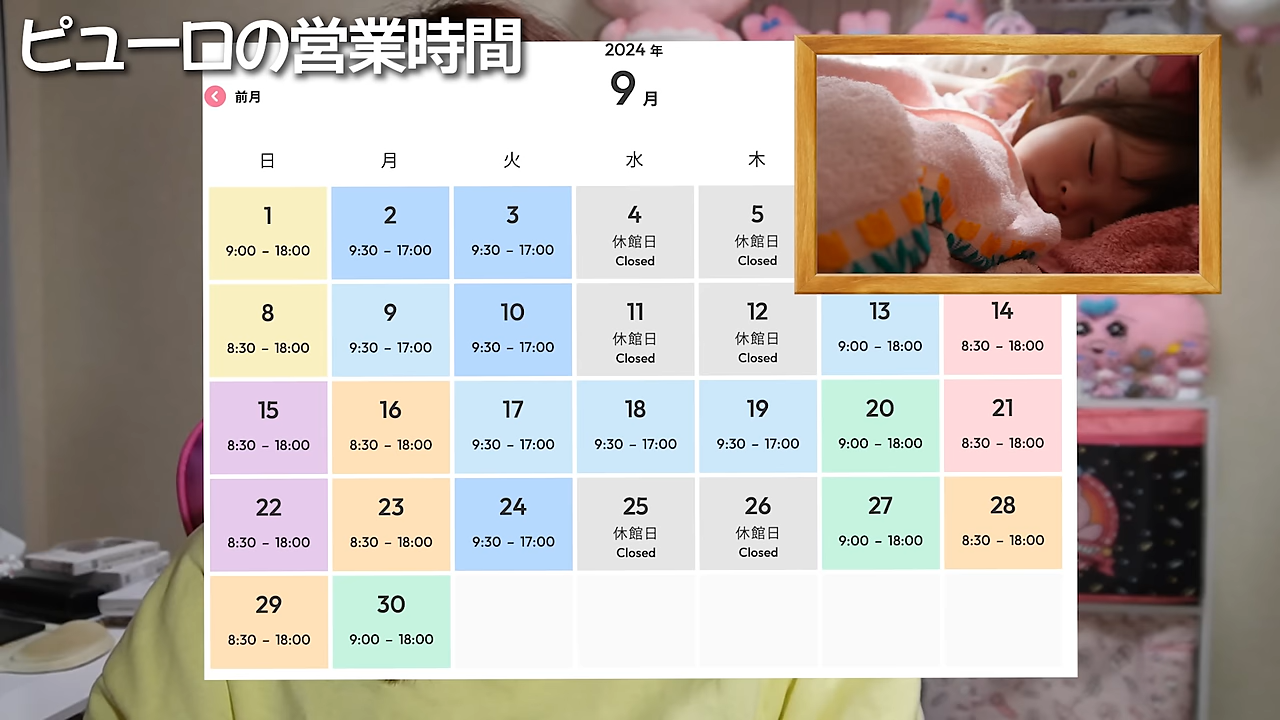 ピューロの営業時間
2024 年
9 月
前月
日 月 火 水 木
1 2 3 4 5
9:00 – 18:00 9:30 – 17:00 9:30 – 17:00 休館日 休館日
Closed Closed
8 9 10 11 12 13 14
8:30 – 18:00 9:30 – 17:00 9:30 – 17:00 休館日 休館日 9:00 – 18:00 8:30 – 18:00
Closed Closed
15 16 17 18 19 20 21
8:30 – 18:00 8:30 – 18:00 9:30 – 17:00 9:30 – 17:00 9:30 – 17:00 9:00 – 18:00 8:30 – 18:00
22 23 24 25 26 27 28
8:30 – 18:00 8:30 – 18:00 9:30 – 17:00 休館日 休館日 9:00 – 18:00 8:30 – 18:00
Closed Closed
29 30
8:30 – 18:00 9:00 – 18:00